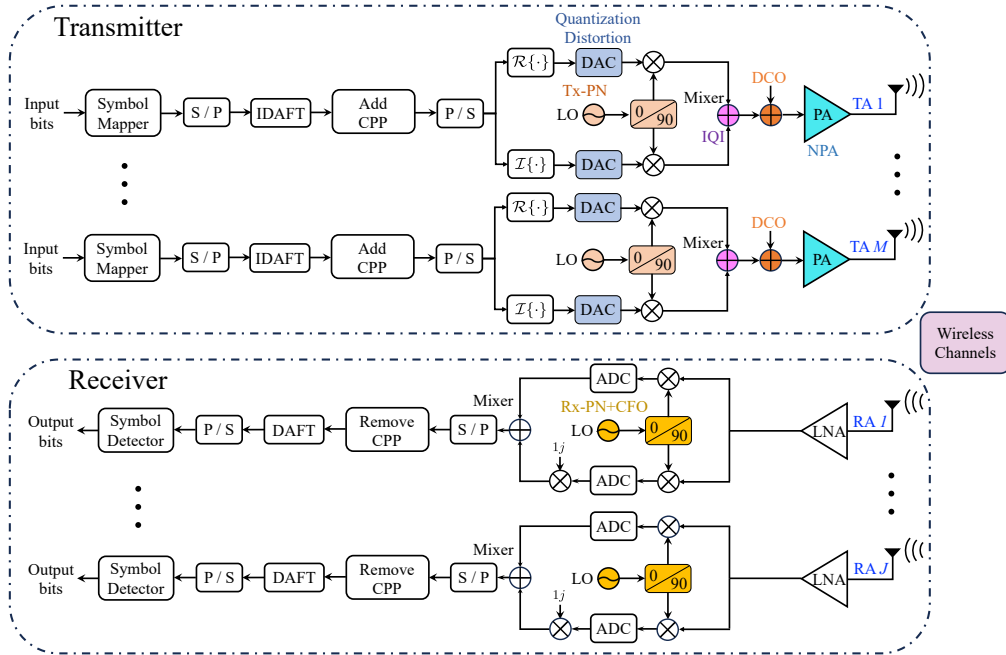 Transmitter
Quantization
Distortion
Input
bits
Symbol
Mapper
S / P
IDAFT
Add
CPP
P / S
ℛ{·}
DAC
Tx-PN
LO
0
90
ℐ{·}
DAC
Mixer
IQI
DCO
PA
NPA
TA 1
Input
bits
Symbol
Mapper
S / P
IDAFT
Add
CPP
P / S
ℛ{·}
DAC
LO
0
90
ℐ{·}
DAC
Mixer
DCO
PA
TA M
Wireless
Channels
Receiver
Output
bits
Symbol
Detector
P / S
DAFT
Remove
CPP
S / P
Mixer
1j
ADC
Rx-PN+CFO
LO
0
90
ADC
LNA
RA 1
Output
bits
Symbol
Detector
P / S
DAFT
Remove
CPP
S / P
Mixer
1j
ADC
LO
0
90
ADC
LNA
RA J